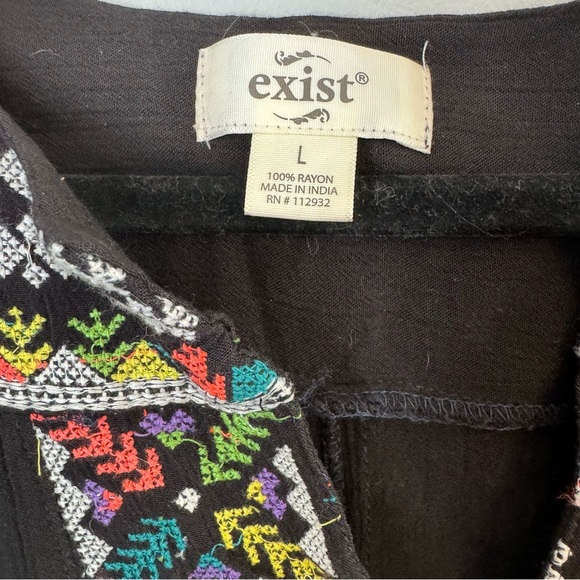 exist®
L
100% RAYON
MADE IN INDIA
RN # 112932